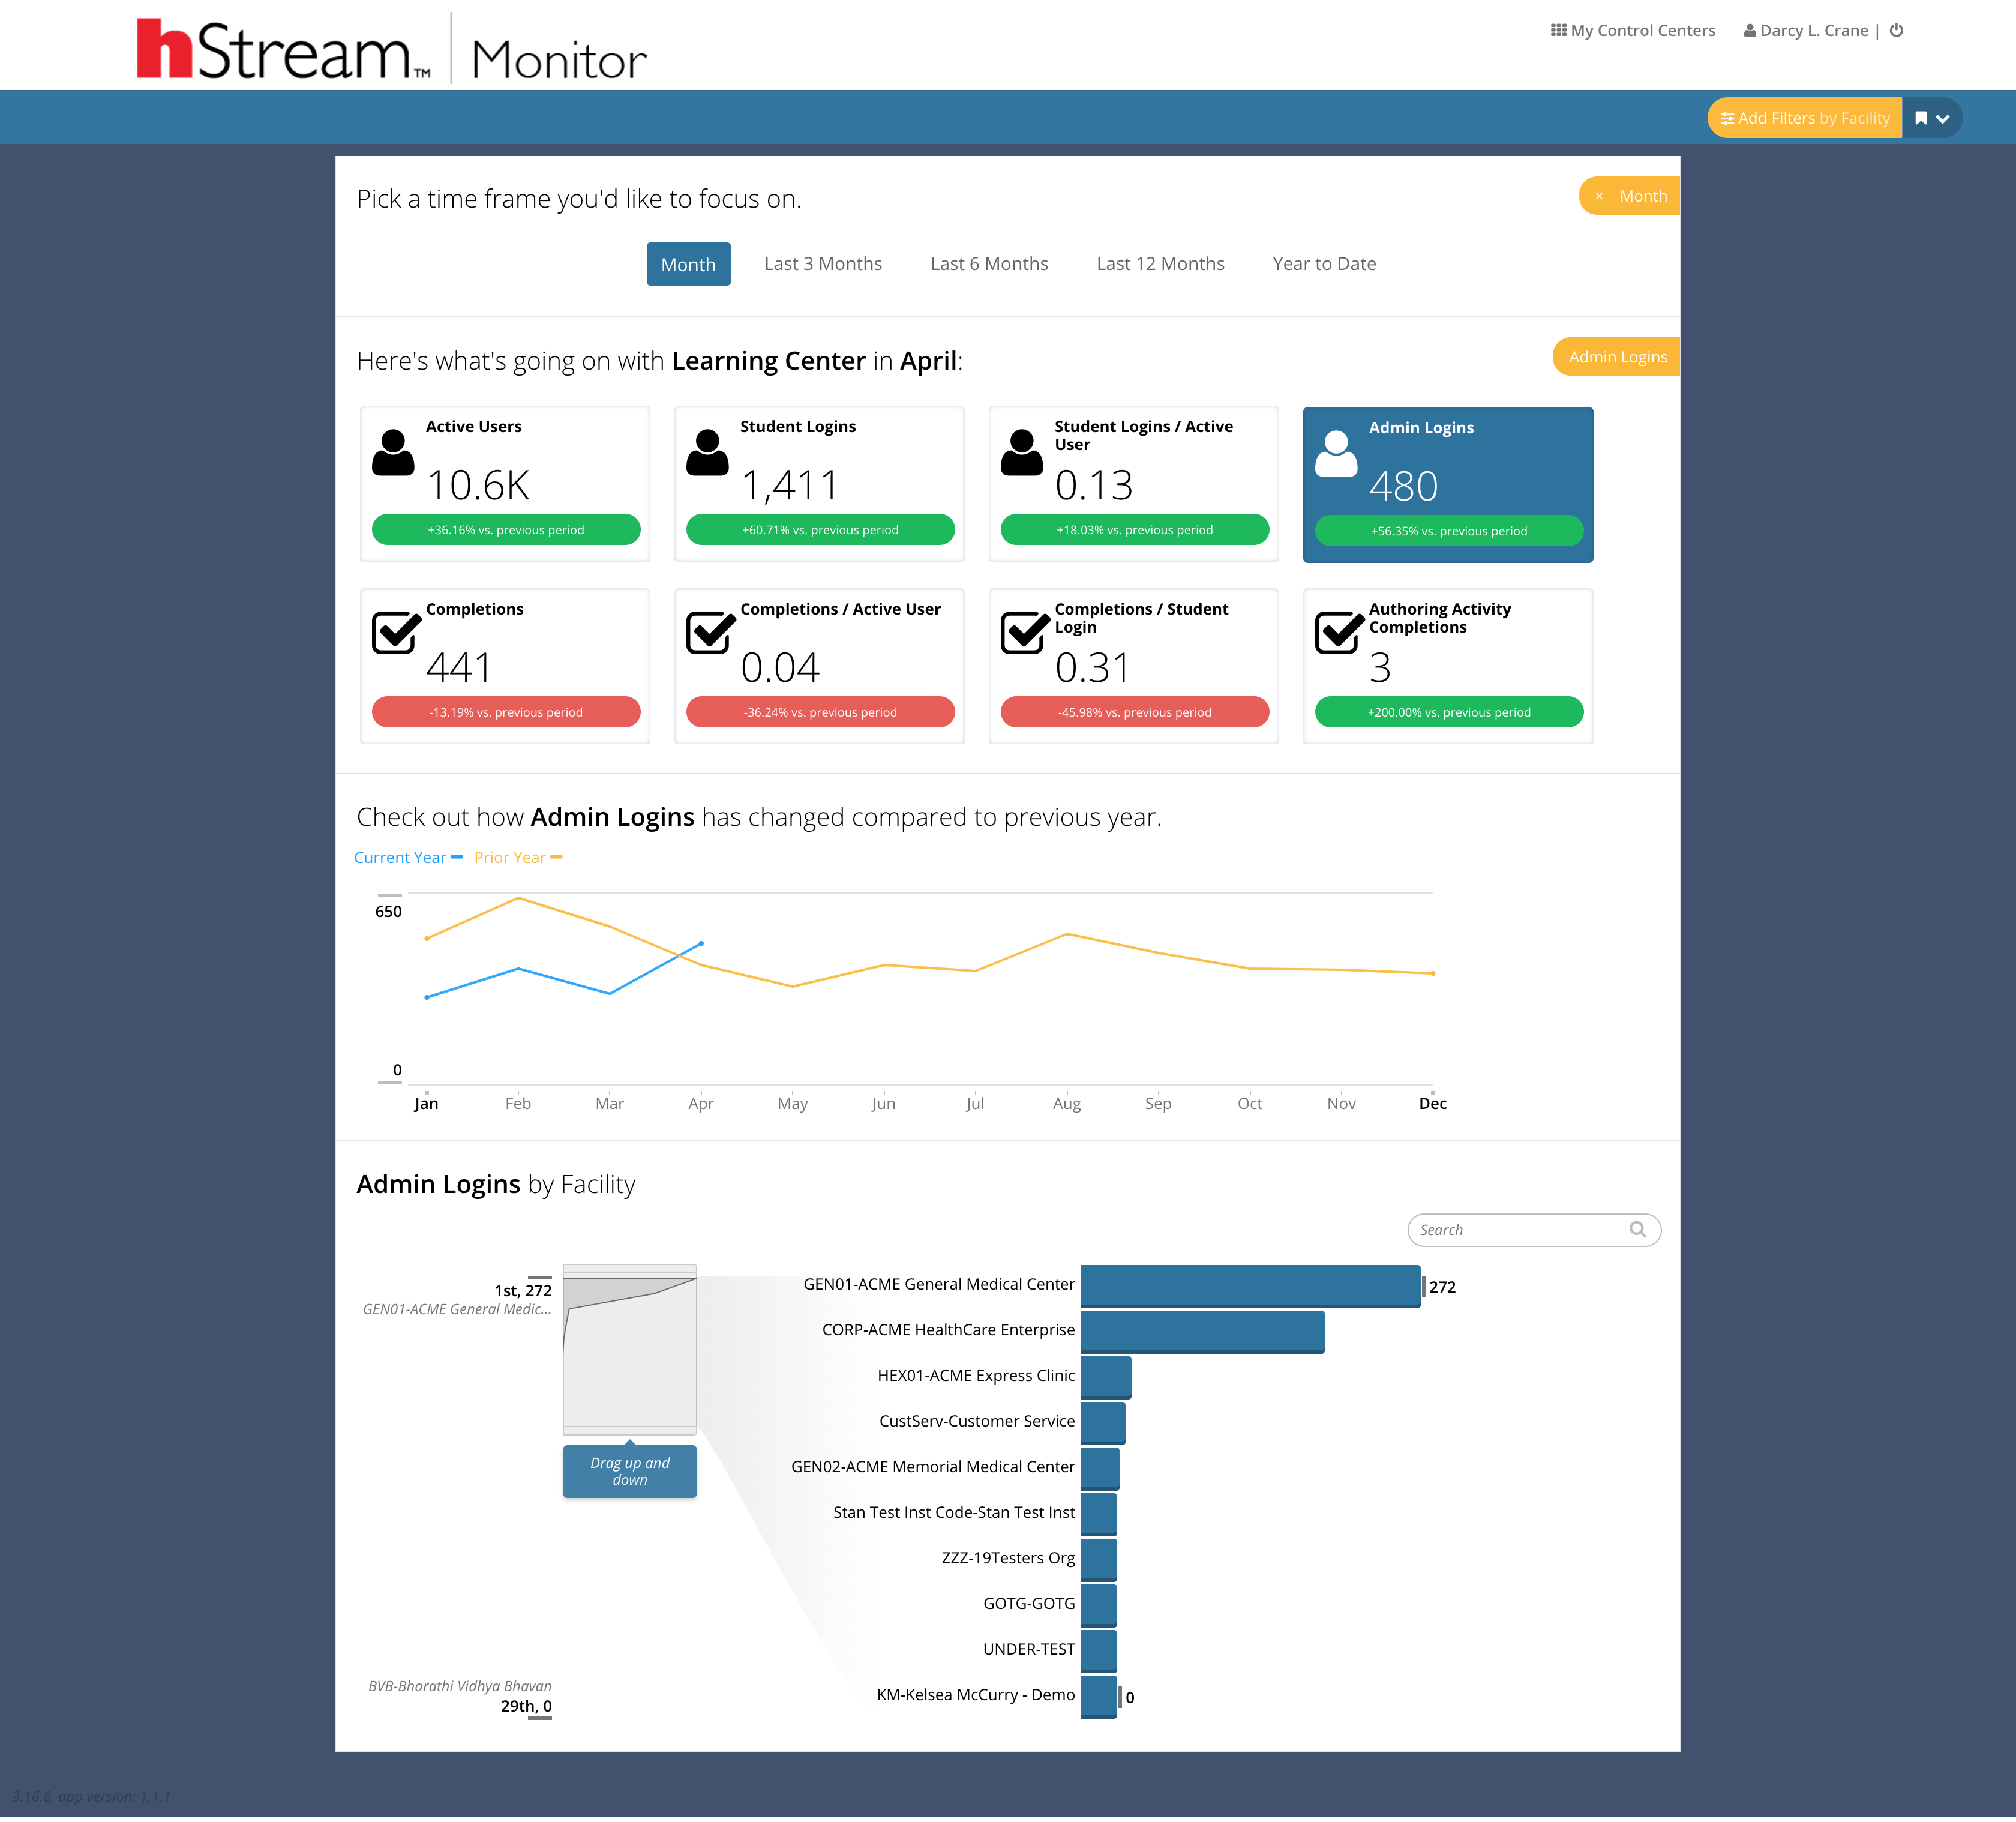 hStream™ Monitor
My Control Centers
Darcy L. Crane |
Add Filters by Facility
Pick a time frame you'd like to focus on.
× Month
Month
Last 3 Months
Last 6 Months
Last 12 Months
Year to Date
Here's what's going on with Learning Center in April:
Admin Logins
Active Users
10.6K
+36.16% vs. previous period
Student Logins
1,411
+60.71% vs. previous period
Student Logins / Active
User
0.13
+18.03% vs. previous period
Admin Logins
480
+56.35% vs. previous period
Completions
441
-13.19% vs. previous period
Completions / Active User
0.04
-36.24% vs. previous period
Completions / Student
Login
0.31
-45.98% vs. previous period
Authoring Activity
Completions
3
+200.00% vs. previous period
Check out how Admin Logins has changed compared to previous year.
Current Year
Prior Year
650
0
Jan
Feb
Mar
Apr
May
Jun
Jul
Aug
Sep
Oct
Nov
Dec
Admin Logins by Facility
Search
1st, 272
GEN01-ACME General Medic...
Drag up and
down
BVB-Bharathi Vidhya Bhavan
29th, 0
GEN01-ACME General Medical Center
272
CORP-ACME HealthCare Enterprise
HEX01-ACME Express Clinic
CustServ-Customer Service
GEN02-ACME Memorial Medical Center
Stan Test Inst Code-Stan Test Inst
ZZZ-19Testers Org
GOTG-GOTG
UNDER-TEST
KM-Kelsea McCurry - Demo
0
3.16.8, app version: 1.1.1